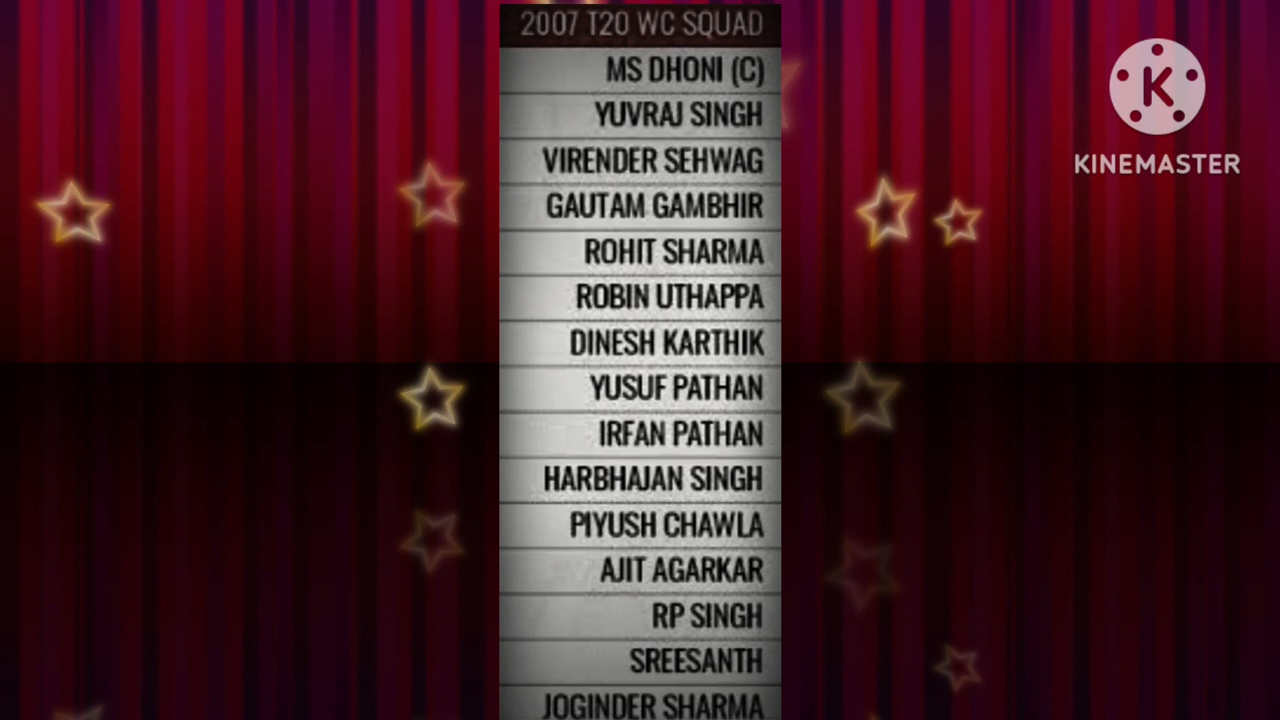 2007 T20 WC SQUAD
MS DHONI (C)
YUVRAJ SINGH
VIRENDER SEHWAG
GAUTAM GAMBHIR
ROHIT SHARMA
ROBIN UTHAPPA
DINESH KARTHIK
YUSUF PATHAN
IRFAN PATHAN
HARBHAJAN SINGH
PIYUSH CHAWLA
AJIT AGARKAR
RP SINGH
SREESANTH
JOGINDER SHARMA
K
KINEMASTER